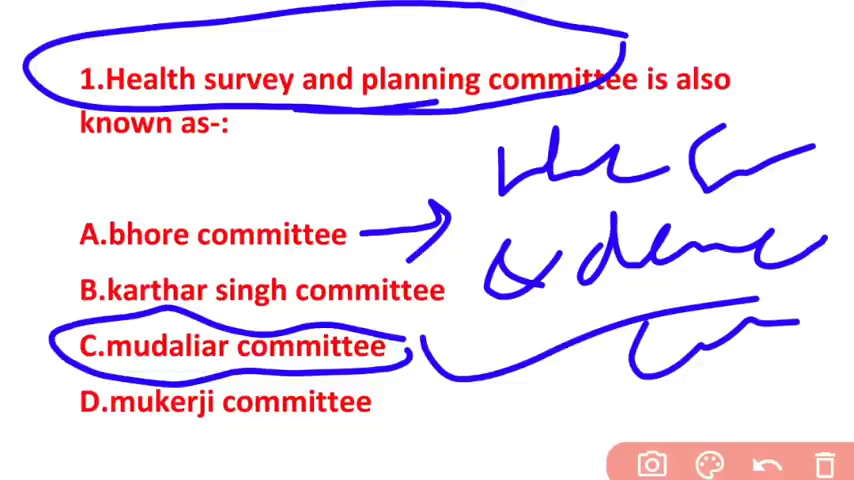 1.Health survey and planning committee is also
known as-:
A.bhore committee
B.karthar singh committee
C.mudaliar committee
D.mukerji committee